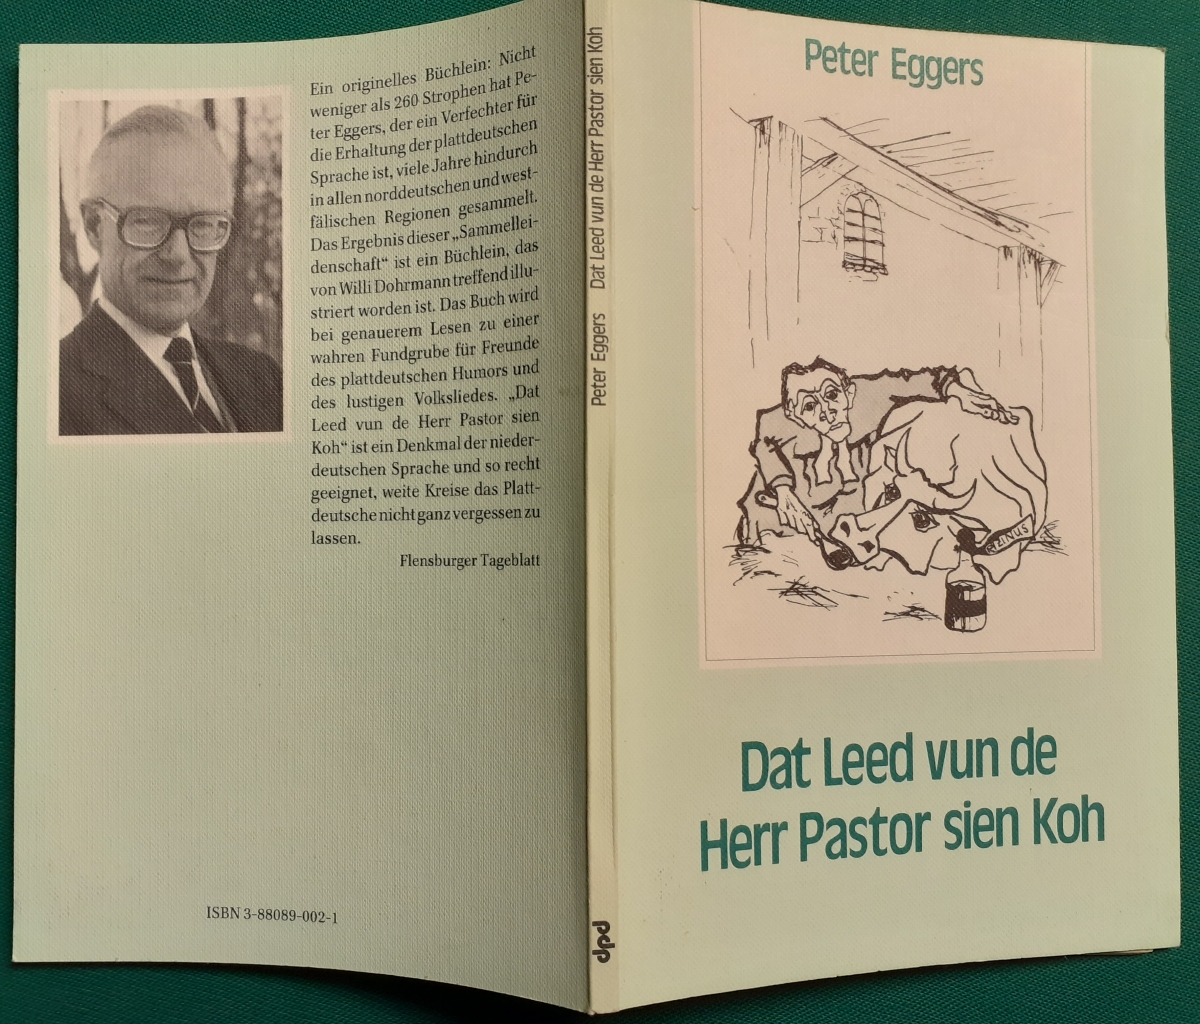 Ein originelles Büchlein: Nicht
weniger als 260 Strophen hat Pe-
ter Eggers, der ein Verfechter für
die Erhaltung der plattdeutschen
Sprache ist, viele Jahre hindurch
in allen norddeutschen und west-
fälischen Regionen gesammelt.
Das Ergebnis dieser „Sammellei-
denschaft“ ist ein Büchlein, das
von Willi Dohrmann treffend illu-
striert worden ist. Das Buch wird
bei genauerem Lesen zu einer
wahren Fundgrube für Freunde
des plattdeutschen Humors und
des lustigen Volksliedes. „Dat
Leed vun de Herr Pastor sien
Koh“ ist ein Denkmal der nieder-
deutschen Sprache und so recht
geeignet, weite Kreise das Platt-
deutsche nicht ganz vergessen zu
lassen.
Flensburger Tageblatt
ISBN 3-88089-002-1
Peter Eggers Dat Leed vun de Herr Pastor sien Koh
dpd
Peter Eggers
RIZINUS
Dat Leed vun de
Herr Pastor sien Koh